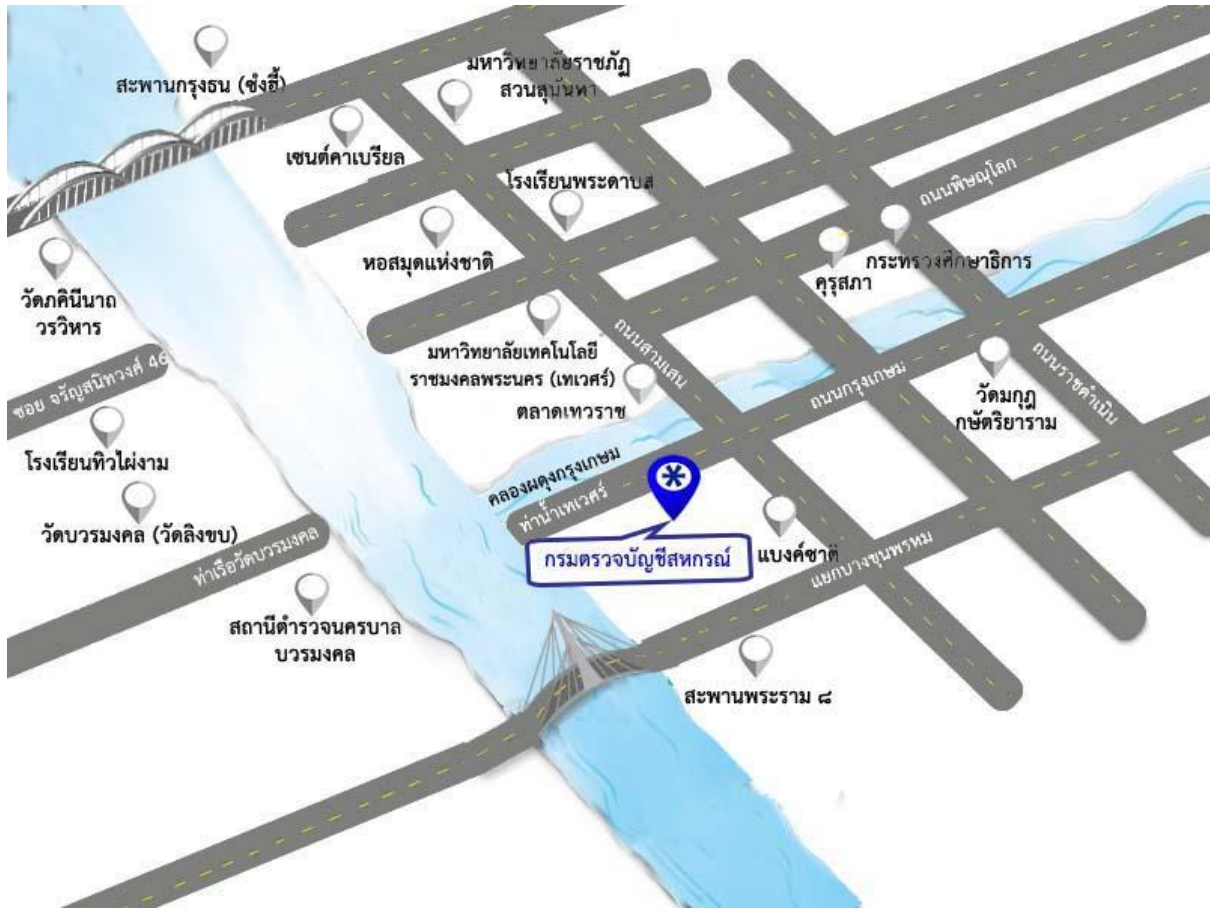 สะพานกรุงธน (ซังฮี้)
มหาวิทยาลัยราชภัฏ
สวนสุนันทา
เซนต์คาเบรียล
โรงเรียนพระดาบส
ถนนพิษณุโลก
หอสมุดแห่งชาติ
กระทรวงศึกษาธิการ
คุรุสภา
วัดภคินีนาถ
วรวิหาร
มหาวิทยาลัยเทคโนโลยี
ราชมงคลพระนคร (เทเวศร์)
ตลาดเทวราช
ถนนสามเสน
ถนนกรุงเกษม
ถนนราชดำเนิน
วัดมกุฎ
กษัตริยาราม
ซอย จรัญสนิทวงศ์ 46
โรงเรียนทิวไผ่งาม
คลองผดุงกรุงเกษม
ท่าน้ำเทเวศร์
วัดบวรมงคล (วัดลิงขบ)
ท่าเรือวัดบวรมงคล
กรมตรวจบัญชีสหกรณ์
แบงค์ชาติ
แยกบางขุนพรหม
สถานีตำรวจนครบาล
บวรมงคล
สะพานพระราม ๘